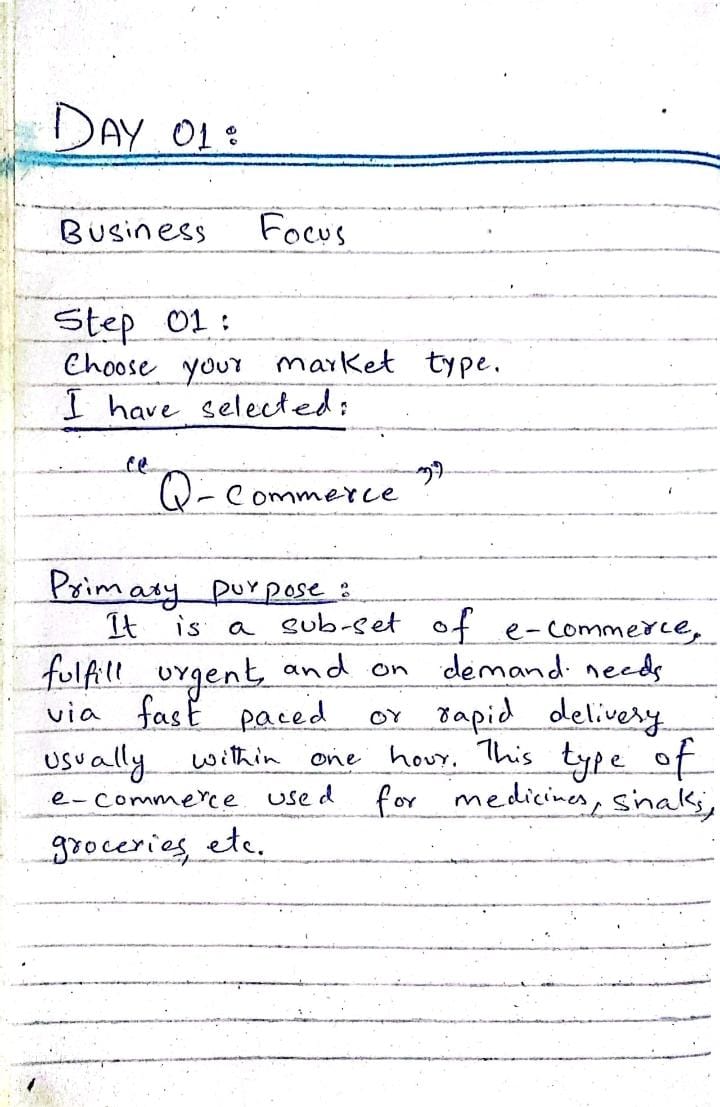 DAY 01:
Business Focus
Step 01:
Choose your market type.
I have selected:
"Q-commerce"
Primary purpose:
It is a sub-set of e-commerce,
fulfill urgent, and on demand needs
via fast paced or rapid delivery
usually within one hour. This type of
e-commerce used for medicines, snaks,
groceries, etc.